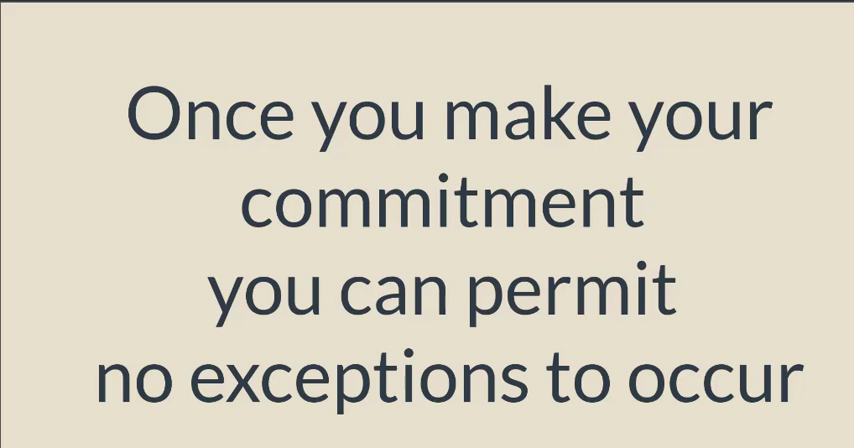 Once you make your
commitment
you can permit
no exceptions to occur